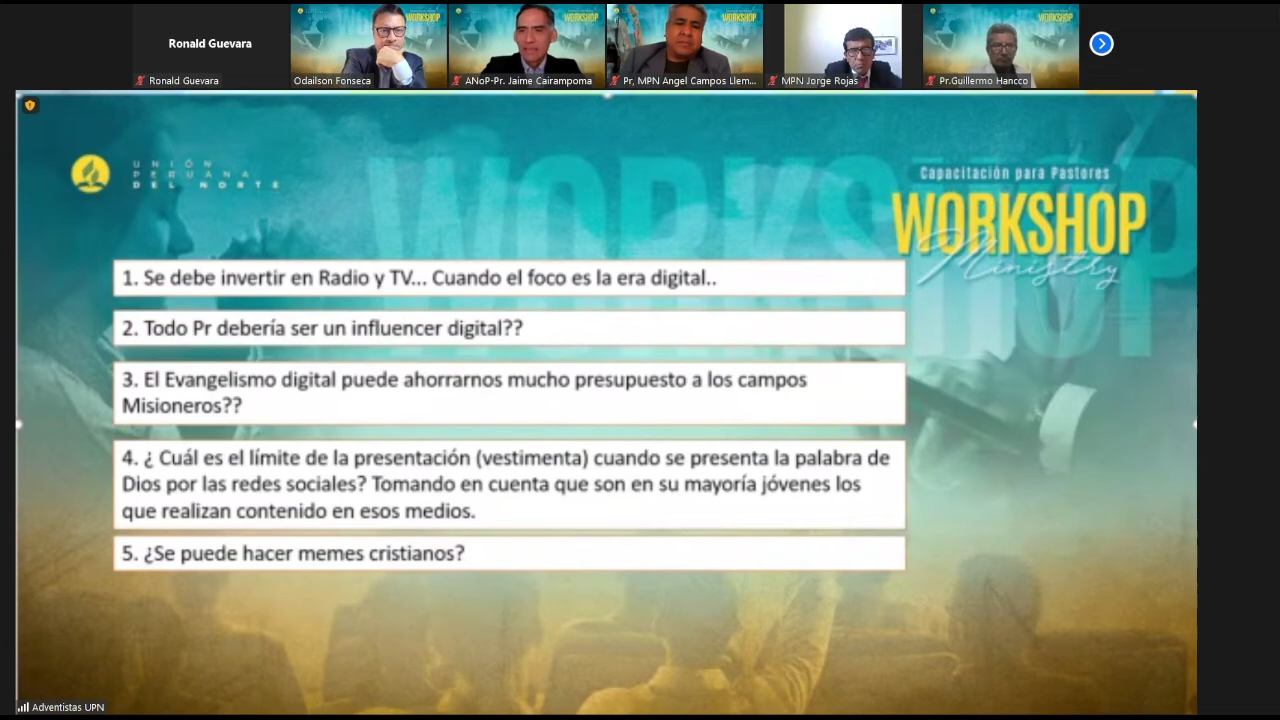 Ronald Guevara
Ronald Guevara
Odailson Fonseca
WORKSHOP
ANoP-Pr. Jaime Cairampoma
WORKSHOP
Pr, MPN Angel Campos Llem...
WORKSHOP
MPN Jorge Rojas
Pr.Guillermo Hancco
WORKSHOP
UNIÓN
PERUANA
DEL NORTE
WORKSHOP
Capacitación para Pastores
WORKSHOP
Ministry
1. Se debe invertir en Radio y TV... Cuando el foco es la era digital..
2. Todo Pr debería ser un influencer digital??
3. El Evangelismo digital puede ahorrarnos mucho presupuesto a los campos
Misioneros??
4. ¿ Cuál es el límite de la presentación (vestimenta) cuando se presenta la palabra de
Dios por las redes sociales? Tomando en cuenta que son en su mayoría jóvenes los
que realizan contenido en esos medios.
5. ¿Se puede hacer memes cristianos?
Adventistas UPN